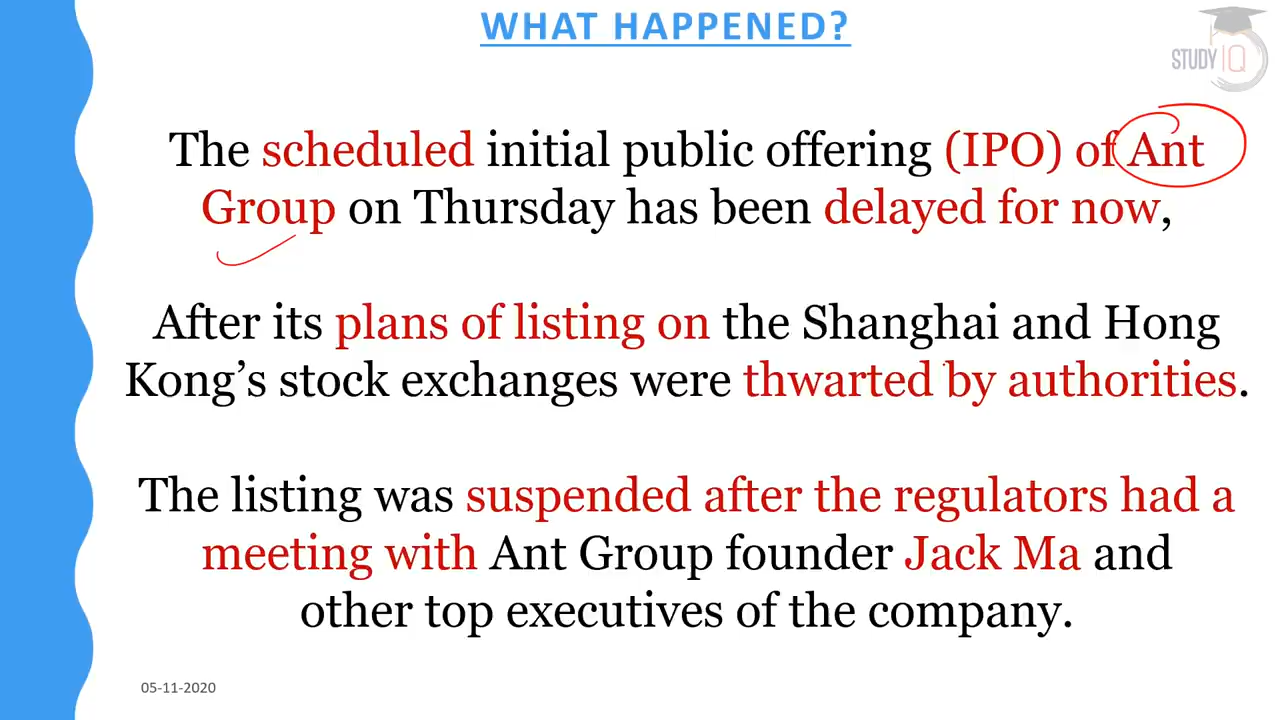 WHAT HAPPENED?
STUDY IQ
The scheduled initial public offering (IPO) of Ant
Group on Thursday has been delayed for now,
After its plans of listing on the Shanghai and Hong
Kong’s stock exchanges were thwarted by authorities.
The listing was suspended after the regulators had a
meeting with Ant Group founder Jack Ma and
other top executives of the company.
05-11-2020